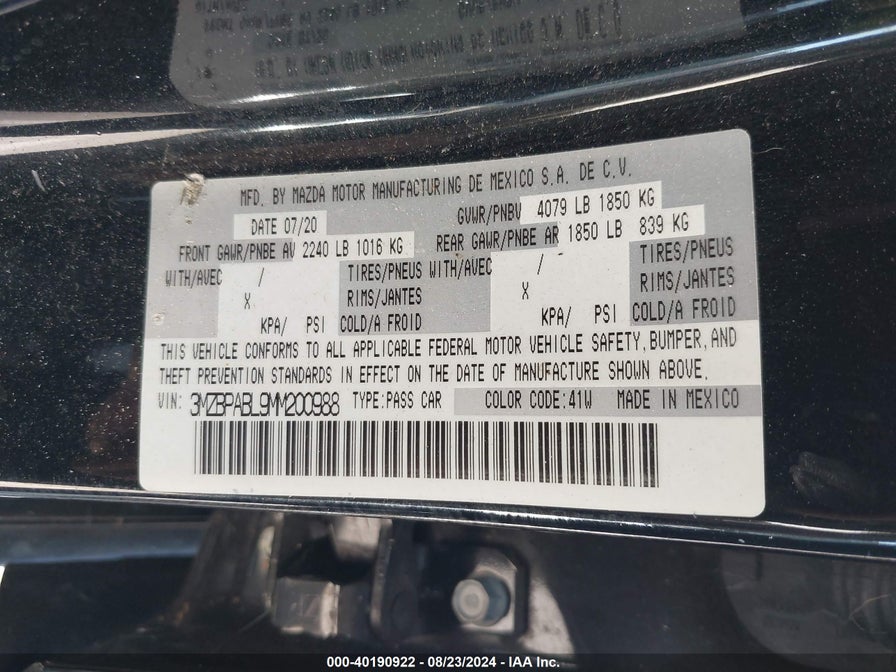 MFD. BY MAZDA MOTOR MANUFACTURING DE MEXICO S.A. DE C.V.
DATE 07/20 GVWR/PNBV 4079 LB 1850 KG
FRONT GAWR/PNBE AV 2240 LB 1016 KG REAR GAWR/PNBE AR 1850 LB 839 KG
WITH/AVEC / TIRES/PNEUS WITH/AVEC / - TIRES/PNEUS
X RIMS/JANTES X RIMS/JANTES
KPA/ PSI COLD/A FROID KPA/ PSI COLD/A FROID
THIS VEHICLE CONFORMS TO ALL APPLICABLE FEDERAL MOTOR VEHICLE SAFETY, BUMPER, AND
THEFT PREVENTION STANDARDS IN EFFECT ON THE DATE OF MANUFACTURE SHOWN ABOVE.
VIN: 3MZBPABL9MM200988 TYPE:PASS CAR COLOR CODE:41W MADE IN MEXICO
000-40190922 - 08/23/2024 - IAA Inc.